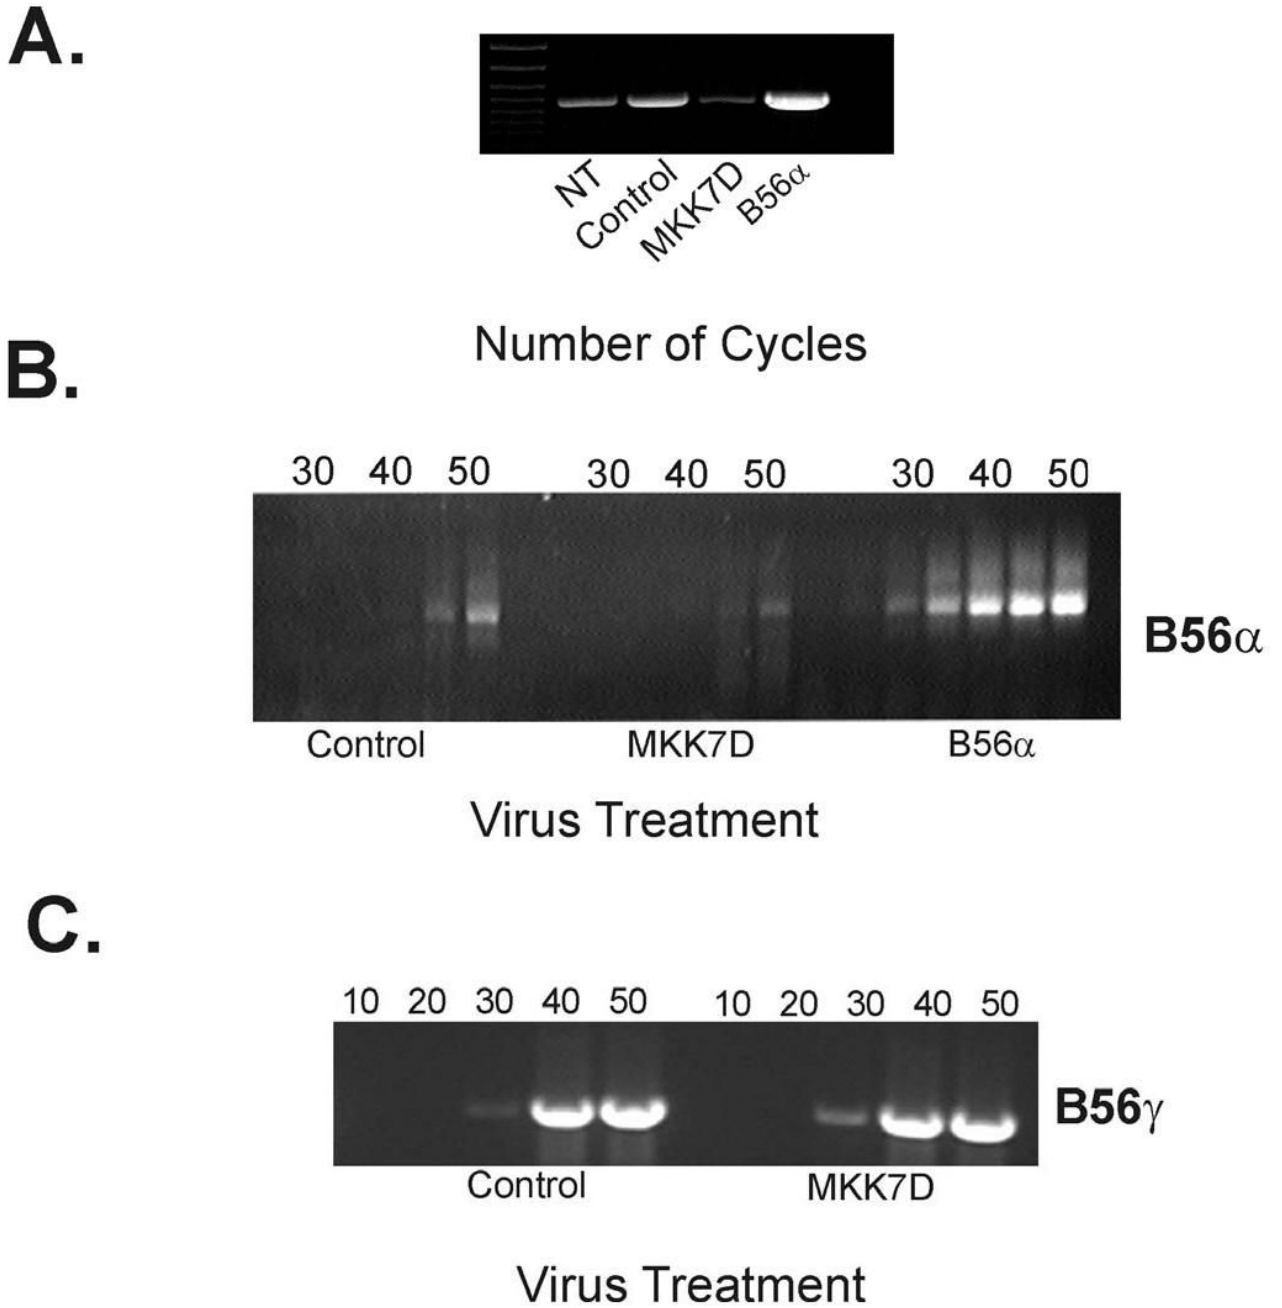 A.
NT Control MKK7D B56α
Number of Cycles
B.
30 40 50 30 40 50 30 40 50
B56α
Control MKK7D B56α
Virus Treatment
C.
10 20 30 40 50 10 20 30 40 50
B56γ
Control MKK7D
Virus Treatment